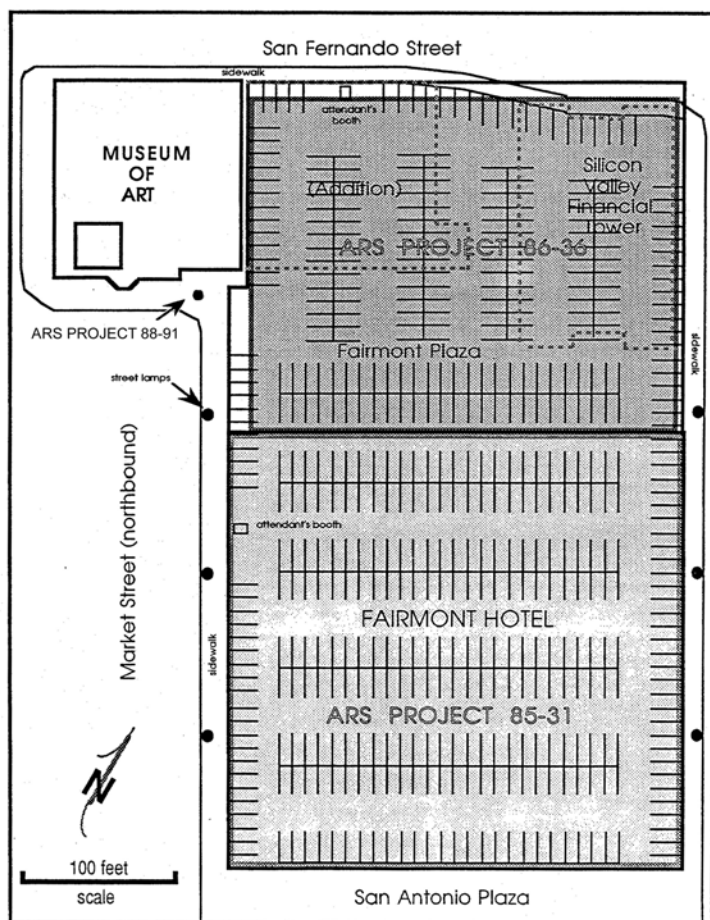 San Fernando Street
sidewalk
attendant's
booth
MUSEUM
OF
ART
(Addition)
Silicon
Valley
Financial
Tower
ARS PROJECT 86-36
ARS PROJECT 88-91
Fairmont Plaza
sidewalk
street lamps
attendant's booth
Market Street (northbound)
FAIRMONT HOTEL
sidewalk
ARS PROJECT 85-31
N
100 feet
scale
San Antonio Plaza